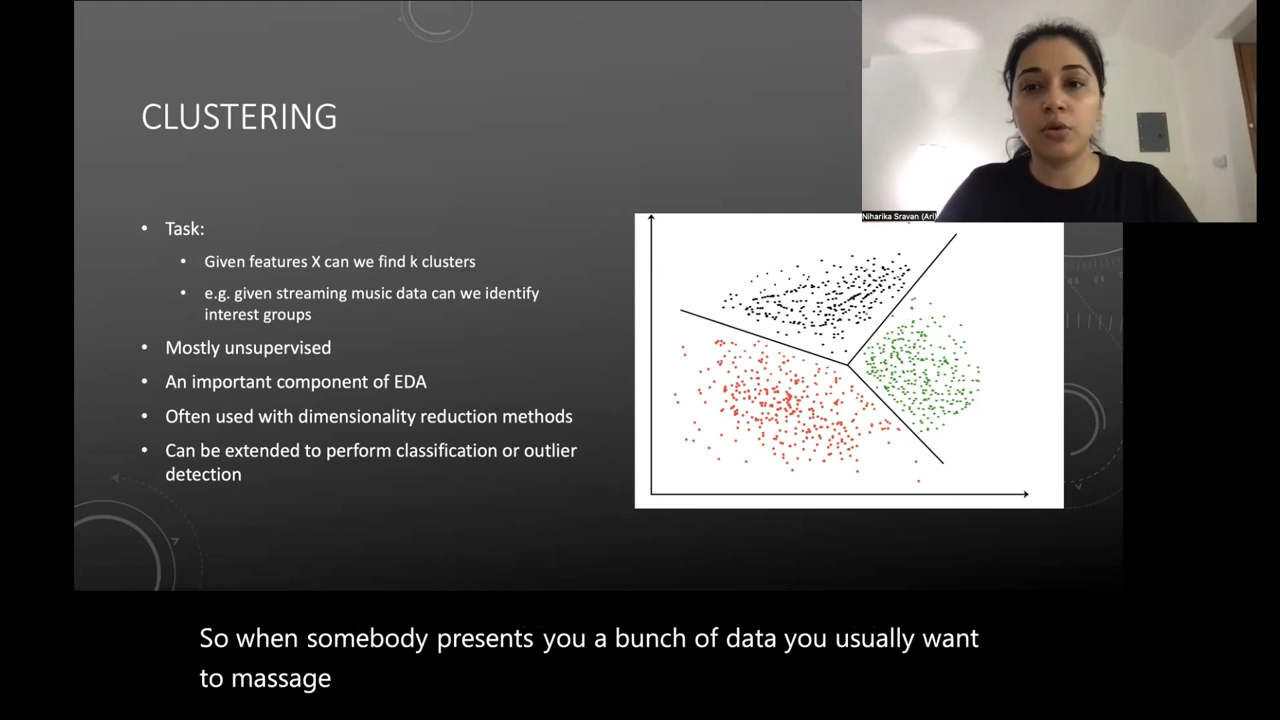 CLUSTERING
• Task:
• Given features X can we find k clusters
• e.g. given streaming music data can we identify
interest groups
• Mostly unsupervised
• An important component of EDA
• Often used with dimensionality reduction methods
• Can be extended to perform classification or outlier
detection
Niharika Sravan (Ari)
So when somebody presents you a bunch of data you usually want
to massage